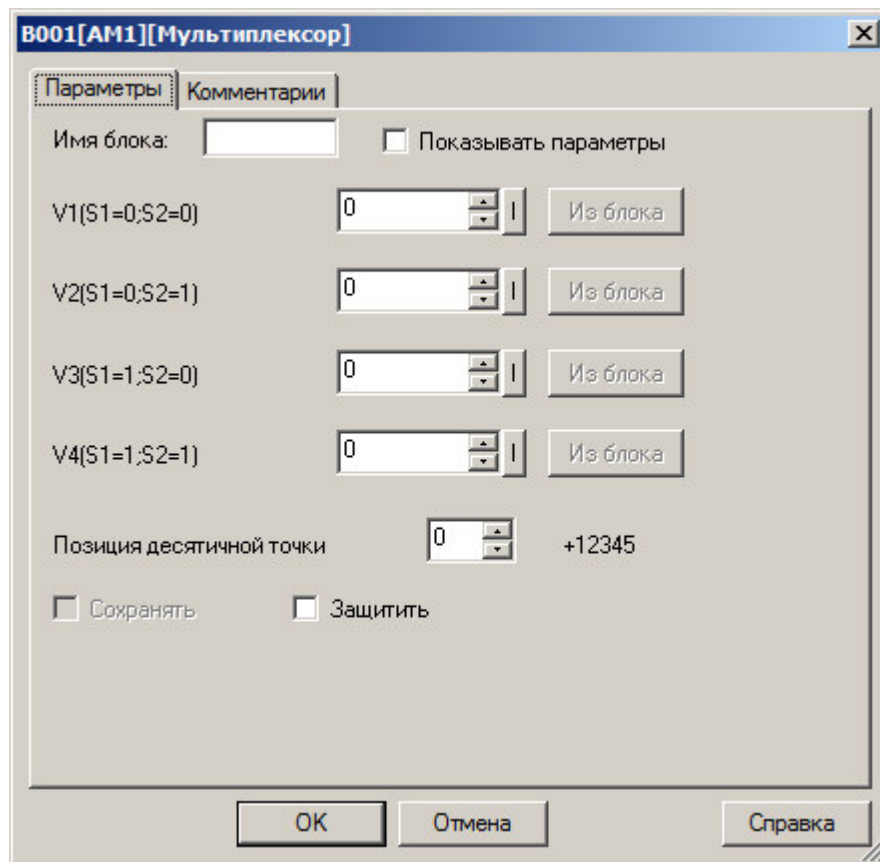 B001[AM1][Мультиплексор]
Параметры Комментарии
Имя блока: Показывать параметры
V1(S1=0;S2=0) 0 I Из блока
V2(S1=0;S2=1) 0 I Из блока
V3(S1=1;S2=0) 0 I Из блока
V4(S1=1;S2=1) 0 I Из блока
Позиция десятичной точки 0 +12345
Сохранять Защитить
OK Отмена Справка